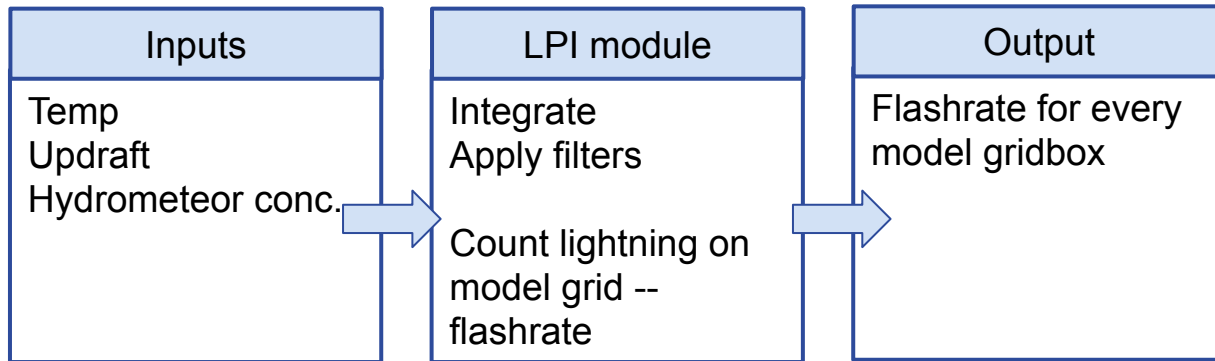 Inputs
Temp
Updraft
Hydrometeor conc.
LPI module
Integrate
Apply filters
Count lightning on
model grid --
flashrate
Output
Flashrate for every
model gridbox